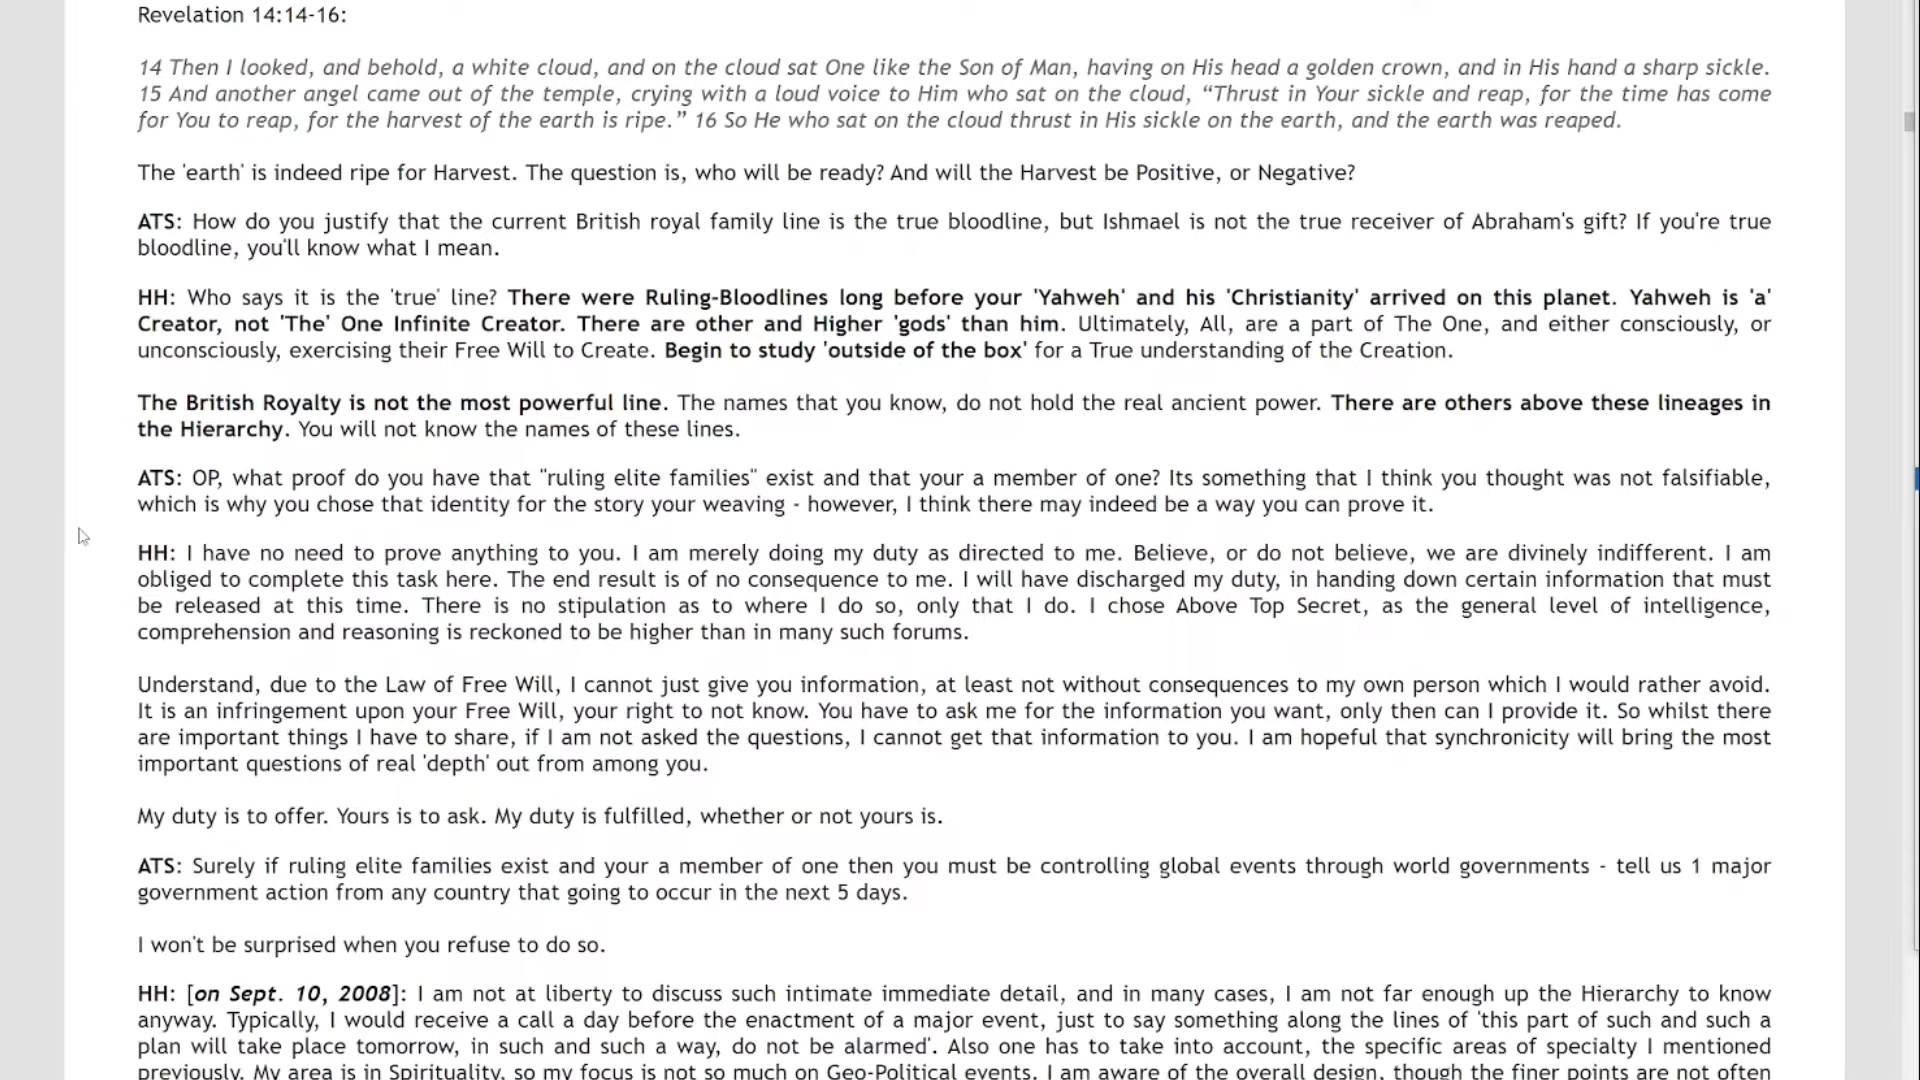 Revelation 14:14-16:
14 Then I looked, and behold, a white cloud, and on the cloud sat One like the Son of Man, having on His head a golden crown, and in His hand a sharp sickle.
15 And another angel came out of the temple, crying with a loud voice to Him who sat on the cloud, “Thrust in Your sickle and reap, for the time has come
for You to reap, for the harvest of the earth is ripe.” 16 So He who sat on the cloud thrust in His sickle on the earth, and the earth was reaped.
The 'earth' is indeed ripe for Harvest. The question is, who will be ready? And will the Harvest be Positive, or Negative?
ATS: How do you justify that the current British royal family line is the true bloodline, but Ishmael is not the true receiver of Abraham's gift? If you're true
bloodline, you'll know what I mean.
HH: Who says it is the 'true' line? There were Ruling-Bloodlines long before your 'Yahweh' and his 'Christianity' arrived on this planet. Yahweh is 'a'
Creator, not 'The' One Infinite Creator. There are other and Higher 'gods' than him. Ultimately, All, are a part of The One, and either consciously, or
unconsciously, exercising their Free Will to Create. Begin to study 'outside of the box' for a True understanding of the Creation.
The British Royalty is not the most powerful line. The names that you know, do not hold the real ancient power. There are others above these lineages in
the Hierarchy. You will not know the names of these lines.
ATS: OP, what proof do you have that "ruling elite families" exist and that your a member of one? Its something that I think you thought was not falsifiable,
which is why you chose that identity for the story your weaving - however, I think there may indeed be a way you can prove it.
HH: I have no need to prove anything to you. I am merely doing my duty as directed to me. Believe, or do not believe, we are divinely indifferent. I am
obliged to complete this task here. The end result is of no consequence to me. I will have discharged my duty, in handing down certain information that must
be released at this time. There is no stipulation as to where I do so, only that I do. I chose Above Top Secret, as the general level of intelligence,
comprehension and reasoning is reckoned to be higher than in many such forums.
Understand, due to the Law of Free Will, I cannot just give you information, at least not without consequences to my own person which I would rather avoid.
It is an infringement upon your Free Will, your right to not know. You have to ask me for the information you want, only then can I provide it. So whilst there
are important things I have to share, if I am not asked the questions, I cannot get that information to you. I am hopeful that synchronicity will bring the most
important questions of real 'depth' out from among you.
My duty is to offer. Yours is to ask. My duty is fulfilled, whether or not yours is.
ATS: Surely if ruling elite families exist and your a member of one then you must be controlling global events through world governments - tell us 1 major
government action from any country that going to occur in the next 5 days.
I won't be surprised when you refuse to do so.
HH: [on Sept. 10, 2008]: I am not at liberty to discuss such intimate immediate detail, and in many cases, I am not far enough up the Hierarchy to know
anyway. Typically, I would receive a call a day before the enactment of a major event, just to say something along the lines of 'this part of such and such a
plan will take place tomorrow, in such and such a way, do not be alarmed'. Also one has to take into account, the specific areas of specialty I mentioned
previously. My area is in Spirituality, so my focus is not so much on Geo-Political events. I am aware of the overall design, though the finer points are not often